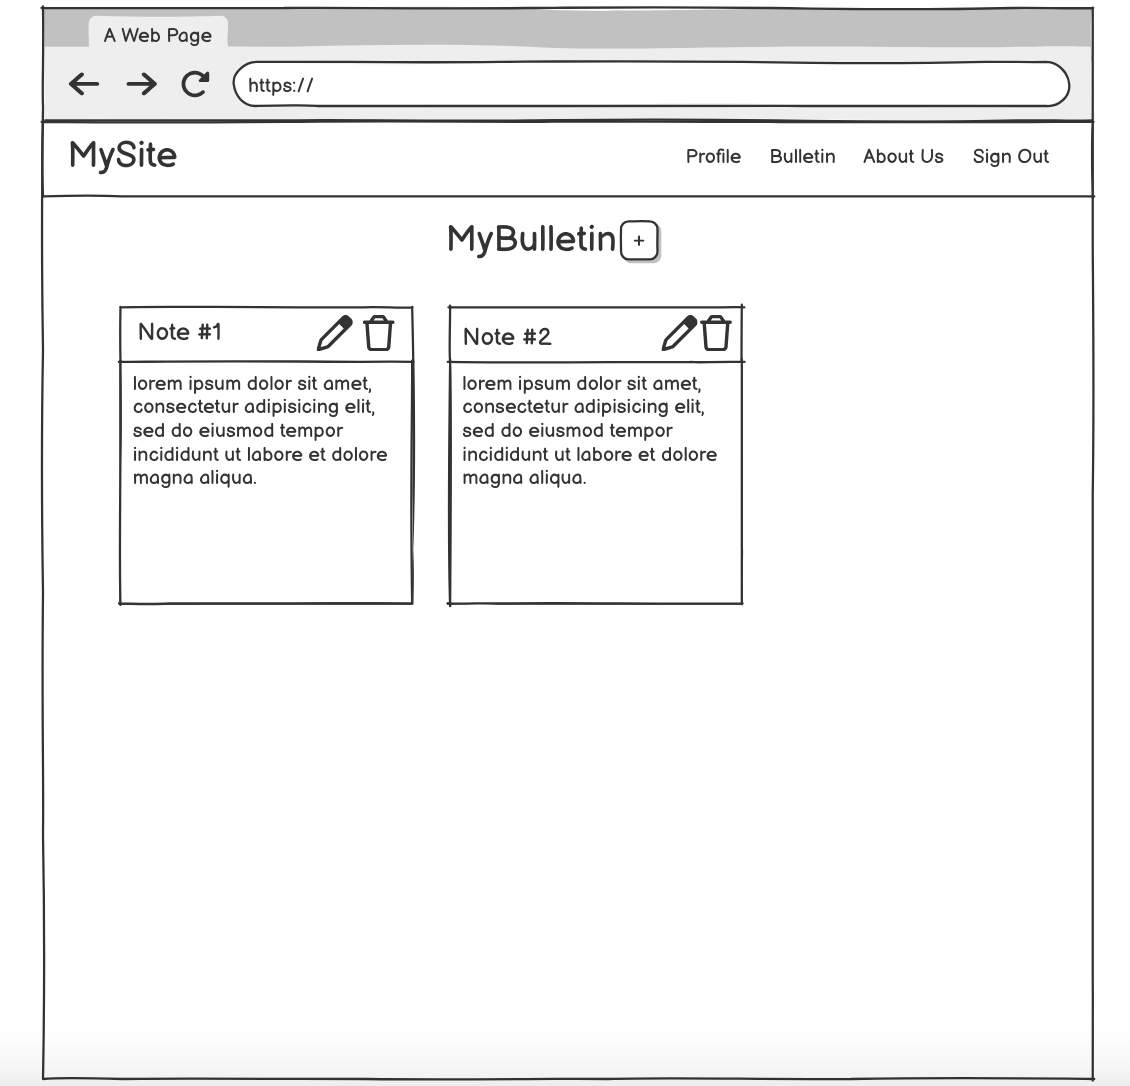 A Web Page
https://
MySite
Profile Bulletin About Us Sign Out
MyBulletin +
Note #1
lorem ipsum dolor sit amet,
consectetur adipisicing elit,
sed do eiusmod tempor
incididunt ut labore et dolore
magna aliqua.
Note #2
lorem ipsum dolor sit amet,
consectetur adipisicing elit,
sed do eiusmod tempor
incididunt ut labore et dolore
magna aliqua.